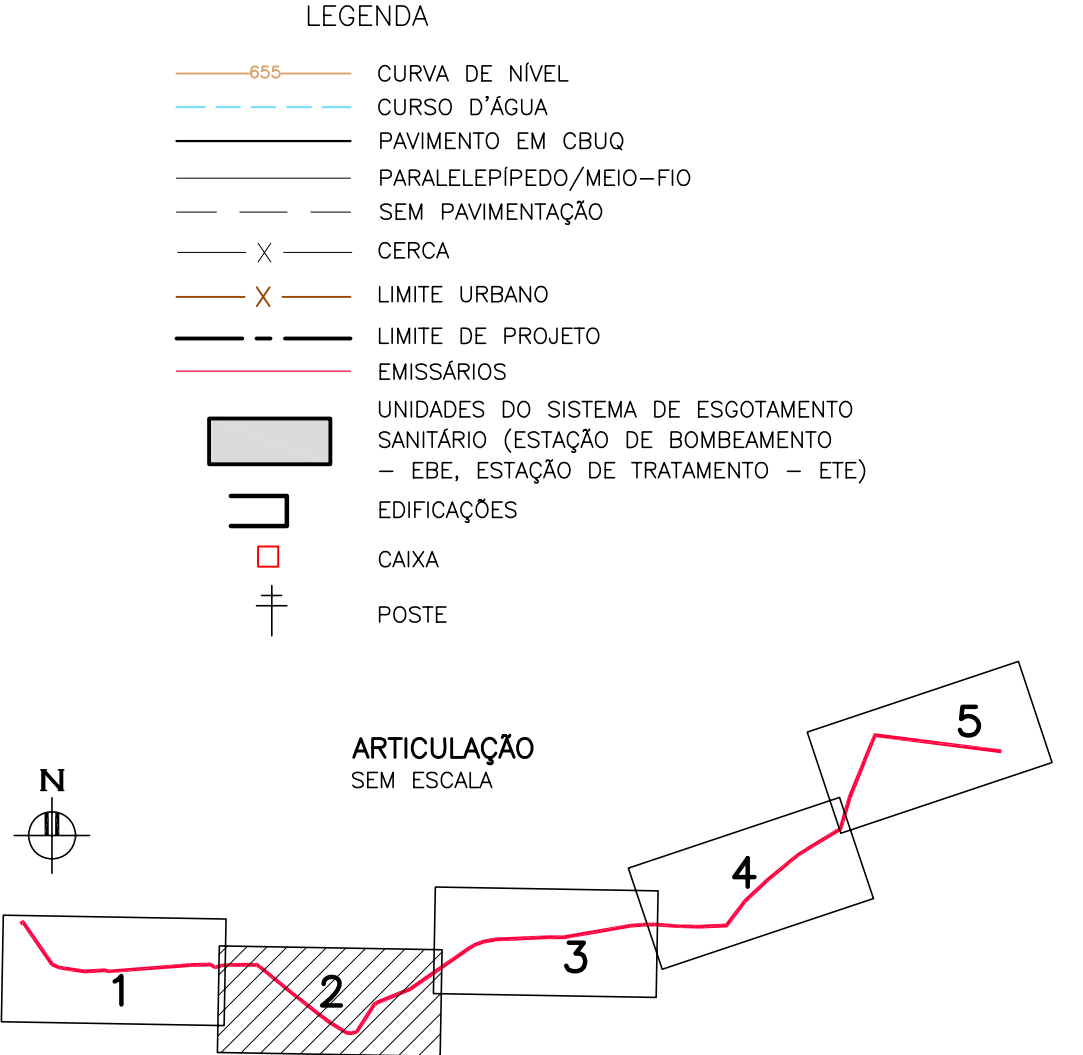 LEGENDA
655 CURVA DE NÍVEL
CURSO D'ÁGUA
PAVIMENTO EM CBUQ
PARALELEPÍPEDO/MEIO-FIO
SEM PAVIMENTAÇÃO
X CERCA
X LIMITE URBANO
LIMITE DE PROJETO
EMISSÁRIOS
UNIDADES DO SISTEMA DE ESGOTAMENTO
SANITÁRIO (ESTAÇÃO DE BOMBEAMENTO
- EBE, ESTAÇÃO DE TRATAMENTO - ETE)
EDIFICAÇÕES
CAIXA
POSTE
ARTICULAÇÃO
SEM ESCALA
N
5
4
3
1
2